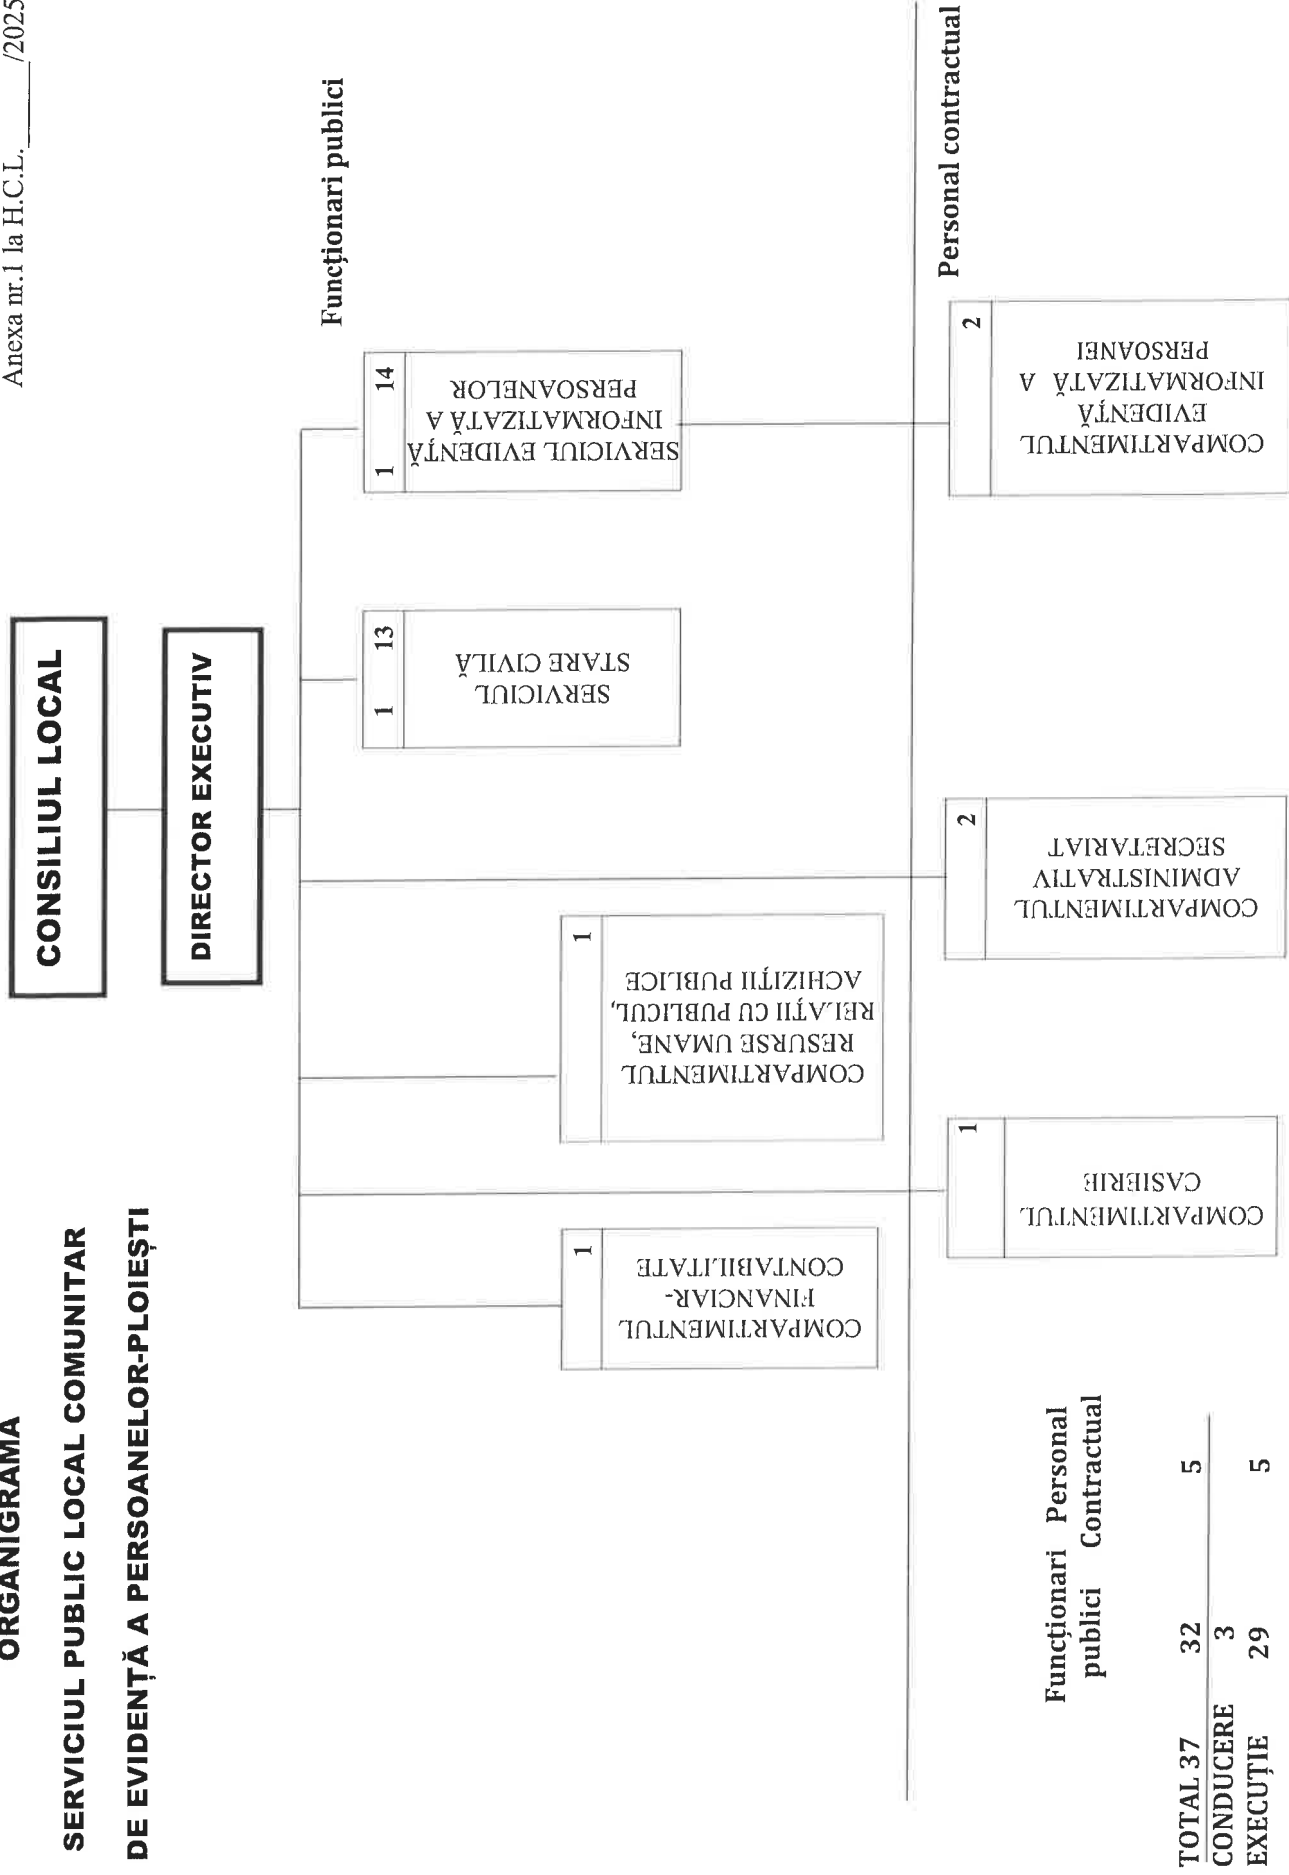 Anexa nr.1 la H.C.L.______/2025
ORGANIGRAMA
SERVICIUL PUBLIC LOCAL COMUNITAR
DE EVIDENȚĂ A PERSOANELOR-PLOIEȘTI
CONSILIUL LOCAL
DIRECTOR EXECUTIV
Funcționari publici
1 1
COMPARTIMENTUL
FINANCIAR-
CONTABILITATE
COMPARTIMENTUL
RESURSE UMANE,
RELAȚII CU PUBLICUL,
ACHIZIȚII PUBLICE
1 13
SERVICIUL
STARE CIVILĂ
1 14
SERVICIUL EVIDENȚĂ
INFORMATIZATĂ A
PERSOANELOR
Personal contractual
1
COMPARTIMENTUL
CASIERIE
2
COMPARTIMENTUL
ADMINISTRATIV
SECRETARIAT
2
COMPARTIMENTUL
EVIDENȚĂ
INFORMATIZATĂ A
PERSOANEI
Funcționari Personal
publici Contractual
TOTAL 37 32 5
CONDUCERE 3
EXECUȚIE 29 5